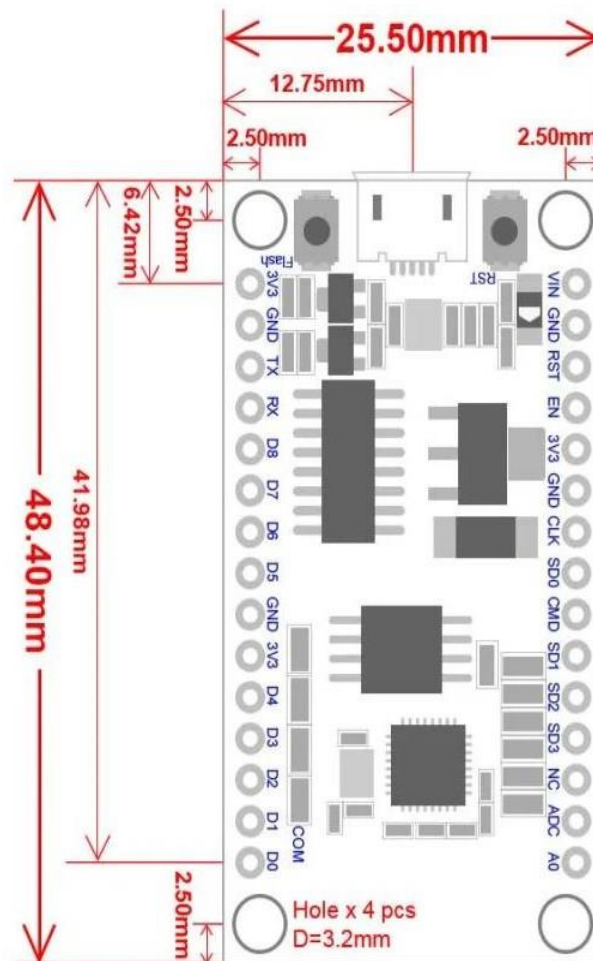 25.50mm
12.75mm
2.50mm
2.50mm
2.50mm
6.42mm
41.98mm
48.40mm
2.50mm
Flash
RST
3V3
GND
TX
RX
D8
D7
D6
D5
GND
3V3
D4
D3
D2
D1
D0
VIN
GND
RST
EN
3V3
GND
CLK
SD0
CMD
SD1
SD2
SD3
NC
ADC
A0
COM
Hole x 4 pcs
D=3.2mm